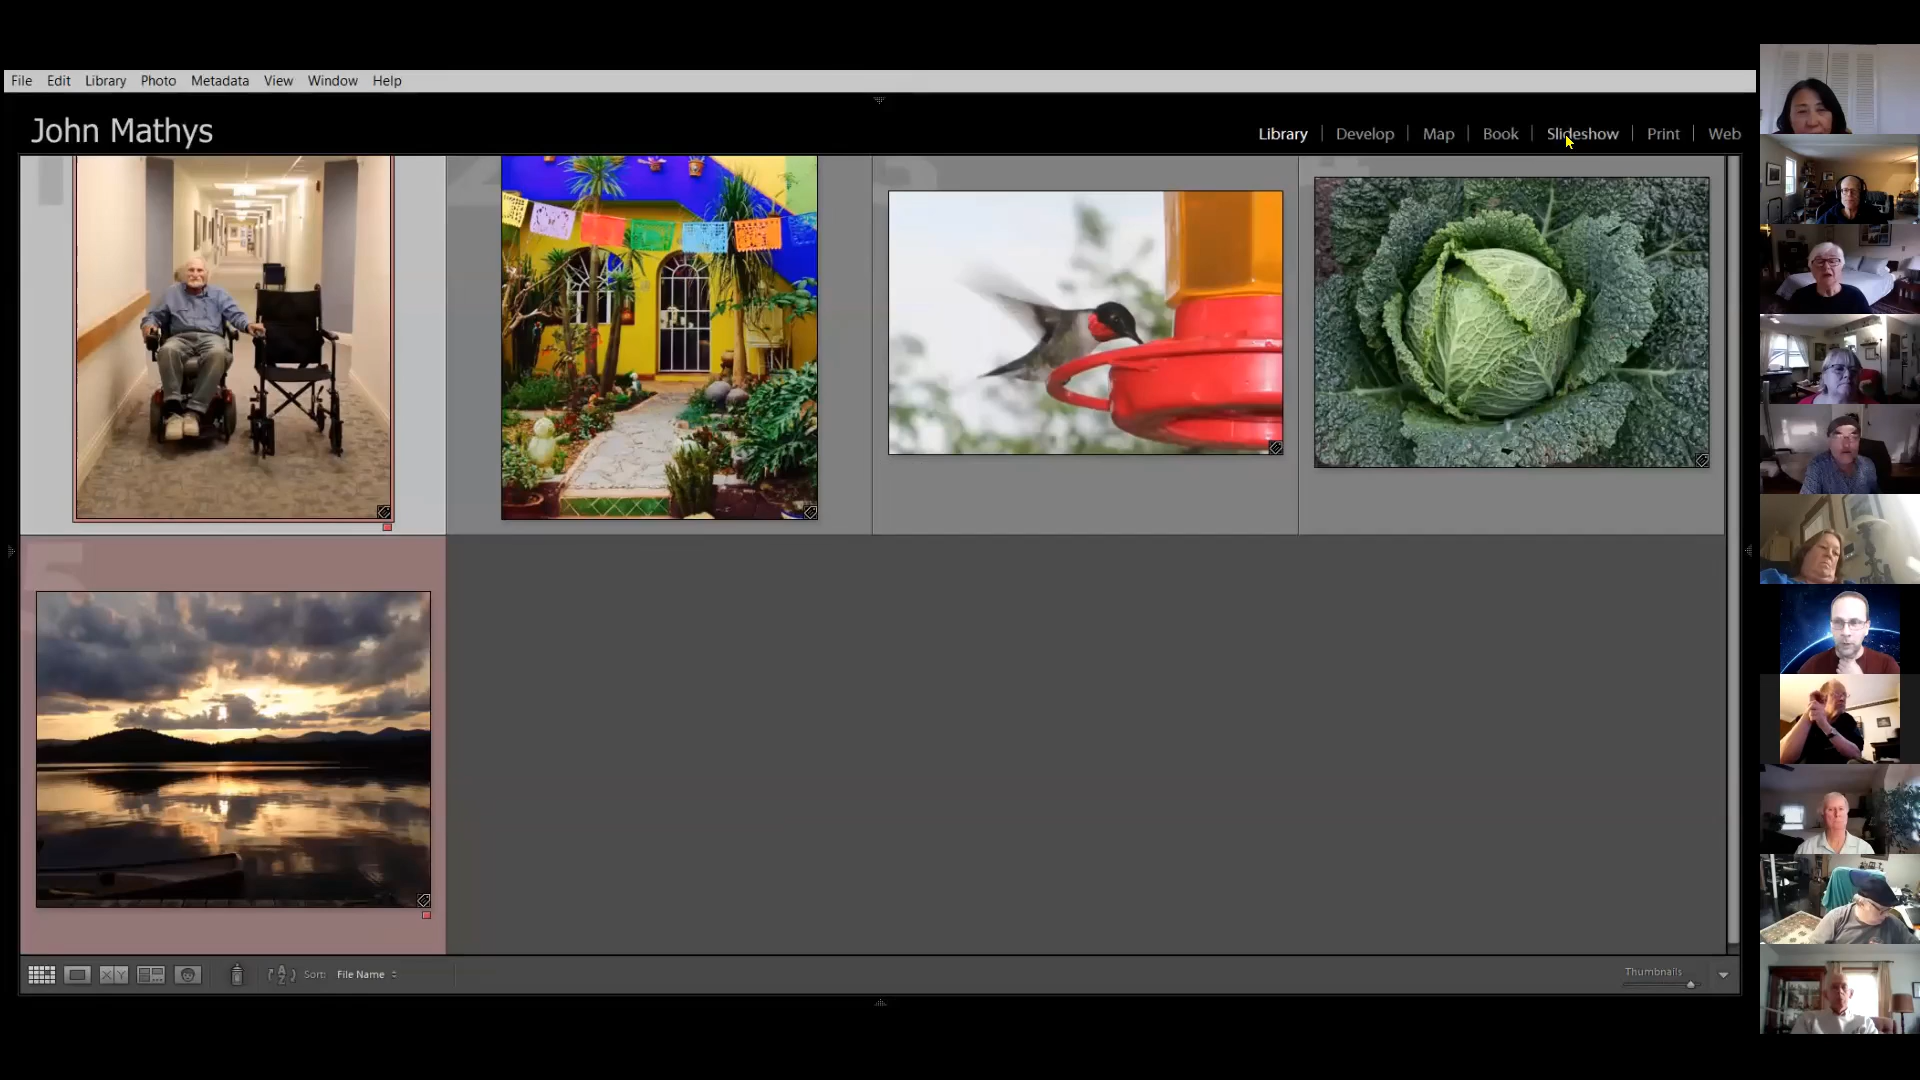 File Edit Library Photo Metadata View Window Help
John Mathys
Library | Develop | Map | Book | Slideshow | Print | Web
5
Sort: File Name
Thumbnails